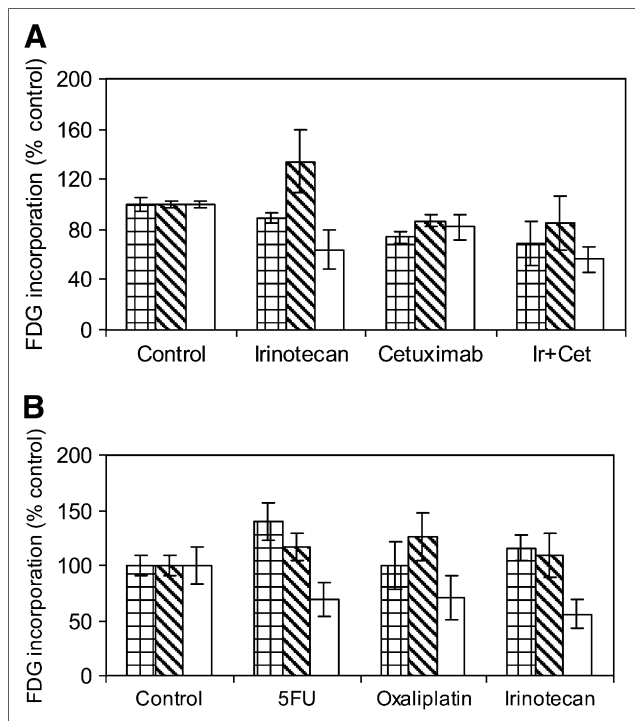 A
FDG incorporation (% control)
200
160
120
80
40
0
Control Irinotecan Cetuximab Ir+Cet
B
FDG incorporation (% control)
200
150
100
50
0
Control 5FU Oxaliplatin Irinotecan